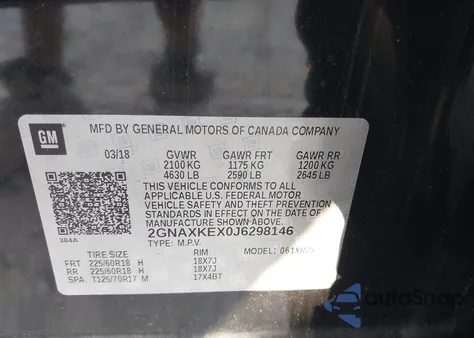 GM
MFD BY GENERAL MOTORS OF CANADA COMPANY
03/18 GVWR GAWR FRT GAWR RR
2100 KG 1175 KG 1200 KG
4630 LB 2590 LB 2645 LB
THIS VEHICLE CONFORMS TO ALL
APPLICABLE U.S. FEDERAL MOTOR
VEHICLE SAFETY AND THEFT PREVENTION
STANDARDS IN EFFECT ON THE DATE OF
MANUFACTURE SHOWN ABOVE.
2GNAXKEX0J6298146
384A TYPE: M.P.V. MODEL:
TIRE SIZE RIM
FRT 225/60R18 H 18X7J
RR 225/60R18 H 18X7J
SPA T125/70R17 M 17X4BT
AutoSnap